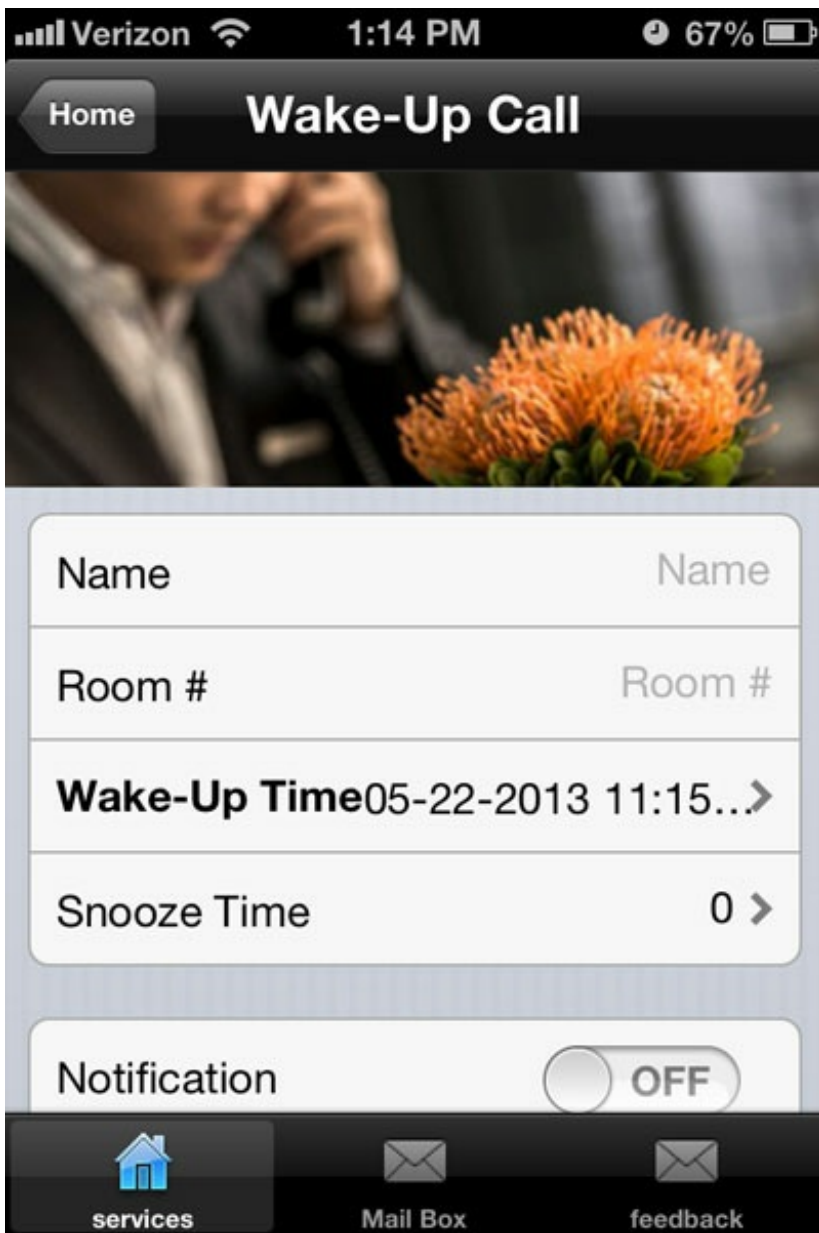 Verizon 1:14 PM 67%
Home Wake-Up Call
Name Name
Room # Room #
Wake-Up Time05-22-2013 11:15...
Snooze Time 0
Notification OFF
services Mail Box feedback